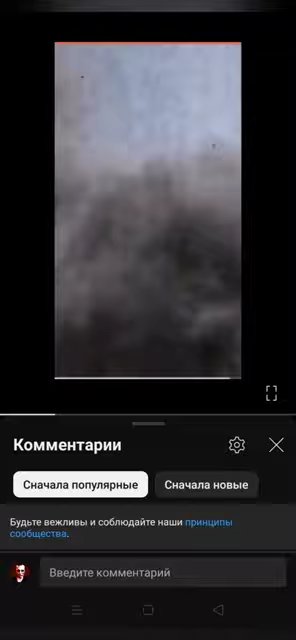 Комментарии
Сначала популярные
Сначала новые
Будьте вежливы и соблюдайте наши принципы
сообщества.
Введите комментарий